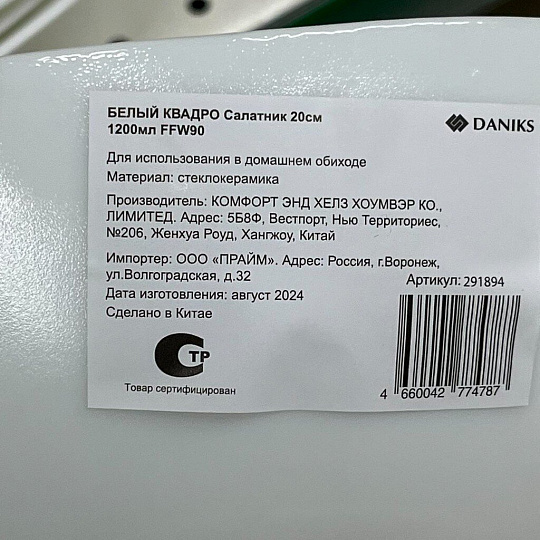 БЕЛЫЙ КВАДРО Салатник 20см
1200мл FFW90
DANIKS
Для использования в домашнем обиходе
Материал: стеклокерамика
Производитель: КОМФОРТ ЭНД ХЕЛЗ ХОУМВЭР КО.,
ЛИМИТЕД. Адрес: 5Б8Ф, Вестпорт, Нью Территориес,
№206, Женхуа Роуд, Хангжоу, Китай
Импортер: ООО «ПРАЙМ». Адрес: Россия, г.Воронеж,
ул.Волгоградская, д.32
Артикул: 291894
Дата изготовления: август 2024
Сделано в Китае
СТР
Товар сертифицирован
4 660042 774787